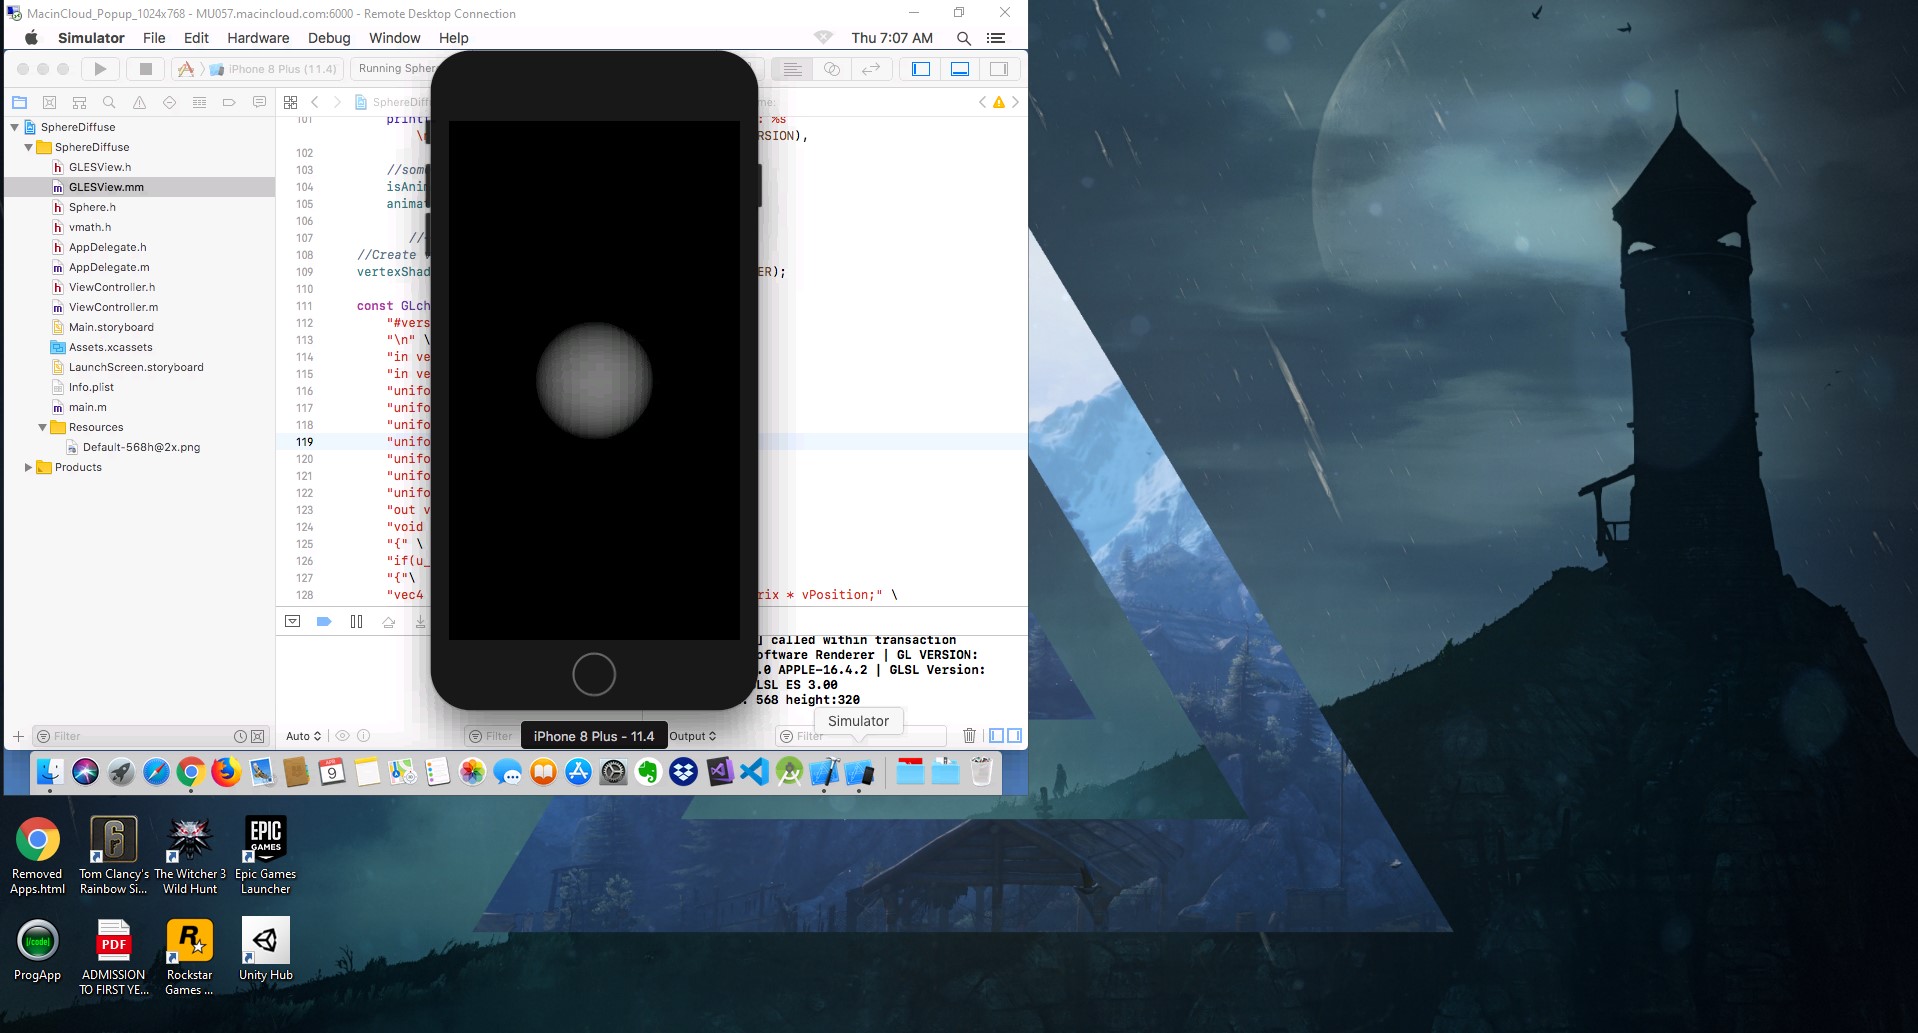 MacinCloud_Popup_1024x768 - MU057.macincloud.com:6000 - Remote Desktop Connection
Simulator File Edit Hardware Debug Window Help Thu 7:07 AM
iPhone 8 Plus (11.4) Running Spher
SphereDiff me:
SphereDiffuse
SphereDiffuse
GLESView.h
GLESView.mm
Sphere.h
vmath.h
AppDelegate.h
AppDelegate.m
ViewController.h
ViewController.m
Main.storyboard
Assets.xcassets
LaunchScreen.storyboard
Info.plist
main.m
Resources
Default-568h@2x.png
Products
Filter
101 print : %s
RSION),
102
103 //som
104 isAni
105 animat
106
107 //
108 //Create
109 vertexShad ER);
110
111 const GLch
112 "#vers
113 "\n" \
114 "in ve
115 "in ve
116 "unifo
117 "unifo
118 "unifo
119 "unifo
120 "unifo
121 "unifo
122 "unifo
123 "out v
124 "void
125 "{" \
126 "if(u_
127 "{"\
128 "vec4 rix * vPosition;" \
] called within transaction
oftware Renderer | GL VERSION:
.0 APPLE-16.4.2 | GLSL Version:
LSL ES 3.00
: 568 height:320
Simulator
Auto Filter iPhone 8 Plus - 11.4 Output Filter
APR
9
Removed
Apps.html
Tom Clancy's
Rainbow Si...
The Witcher 3
Wild Hunt
EPIC
GAMES
Epic Games
Launcher
{/code}
ProgApp
PDF
ADMISSION
TO FIRST YE...
R
Rockstar
Games ...
Unity Hub